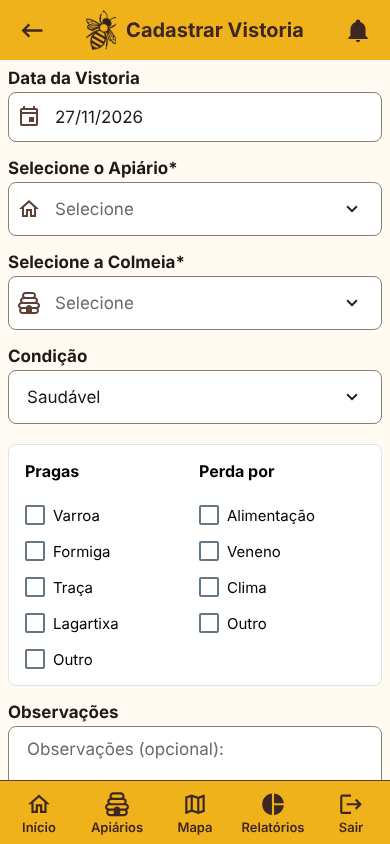 Cadastrar Vistoria
Data da Vistoria
27/11/2026
Selecione o Apiário*
Selecione
Selecione a Colmeia*
Selecione
Condição
Saudável
Pragas
Varroa
Formiga
Traça
Lagartixa
Outro
Perda por
Alimentação
Veneno
Clima
Outro
Observações
Observações (opcional):
Início
Apiários
Mapa
Relatórios
Sair